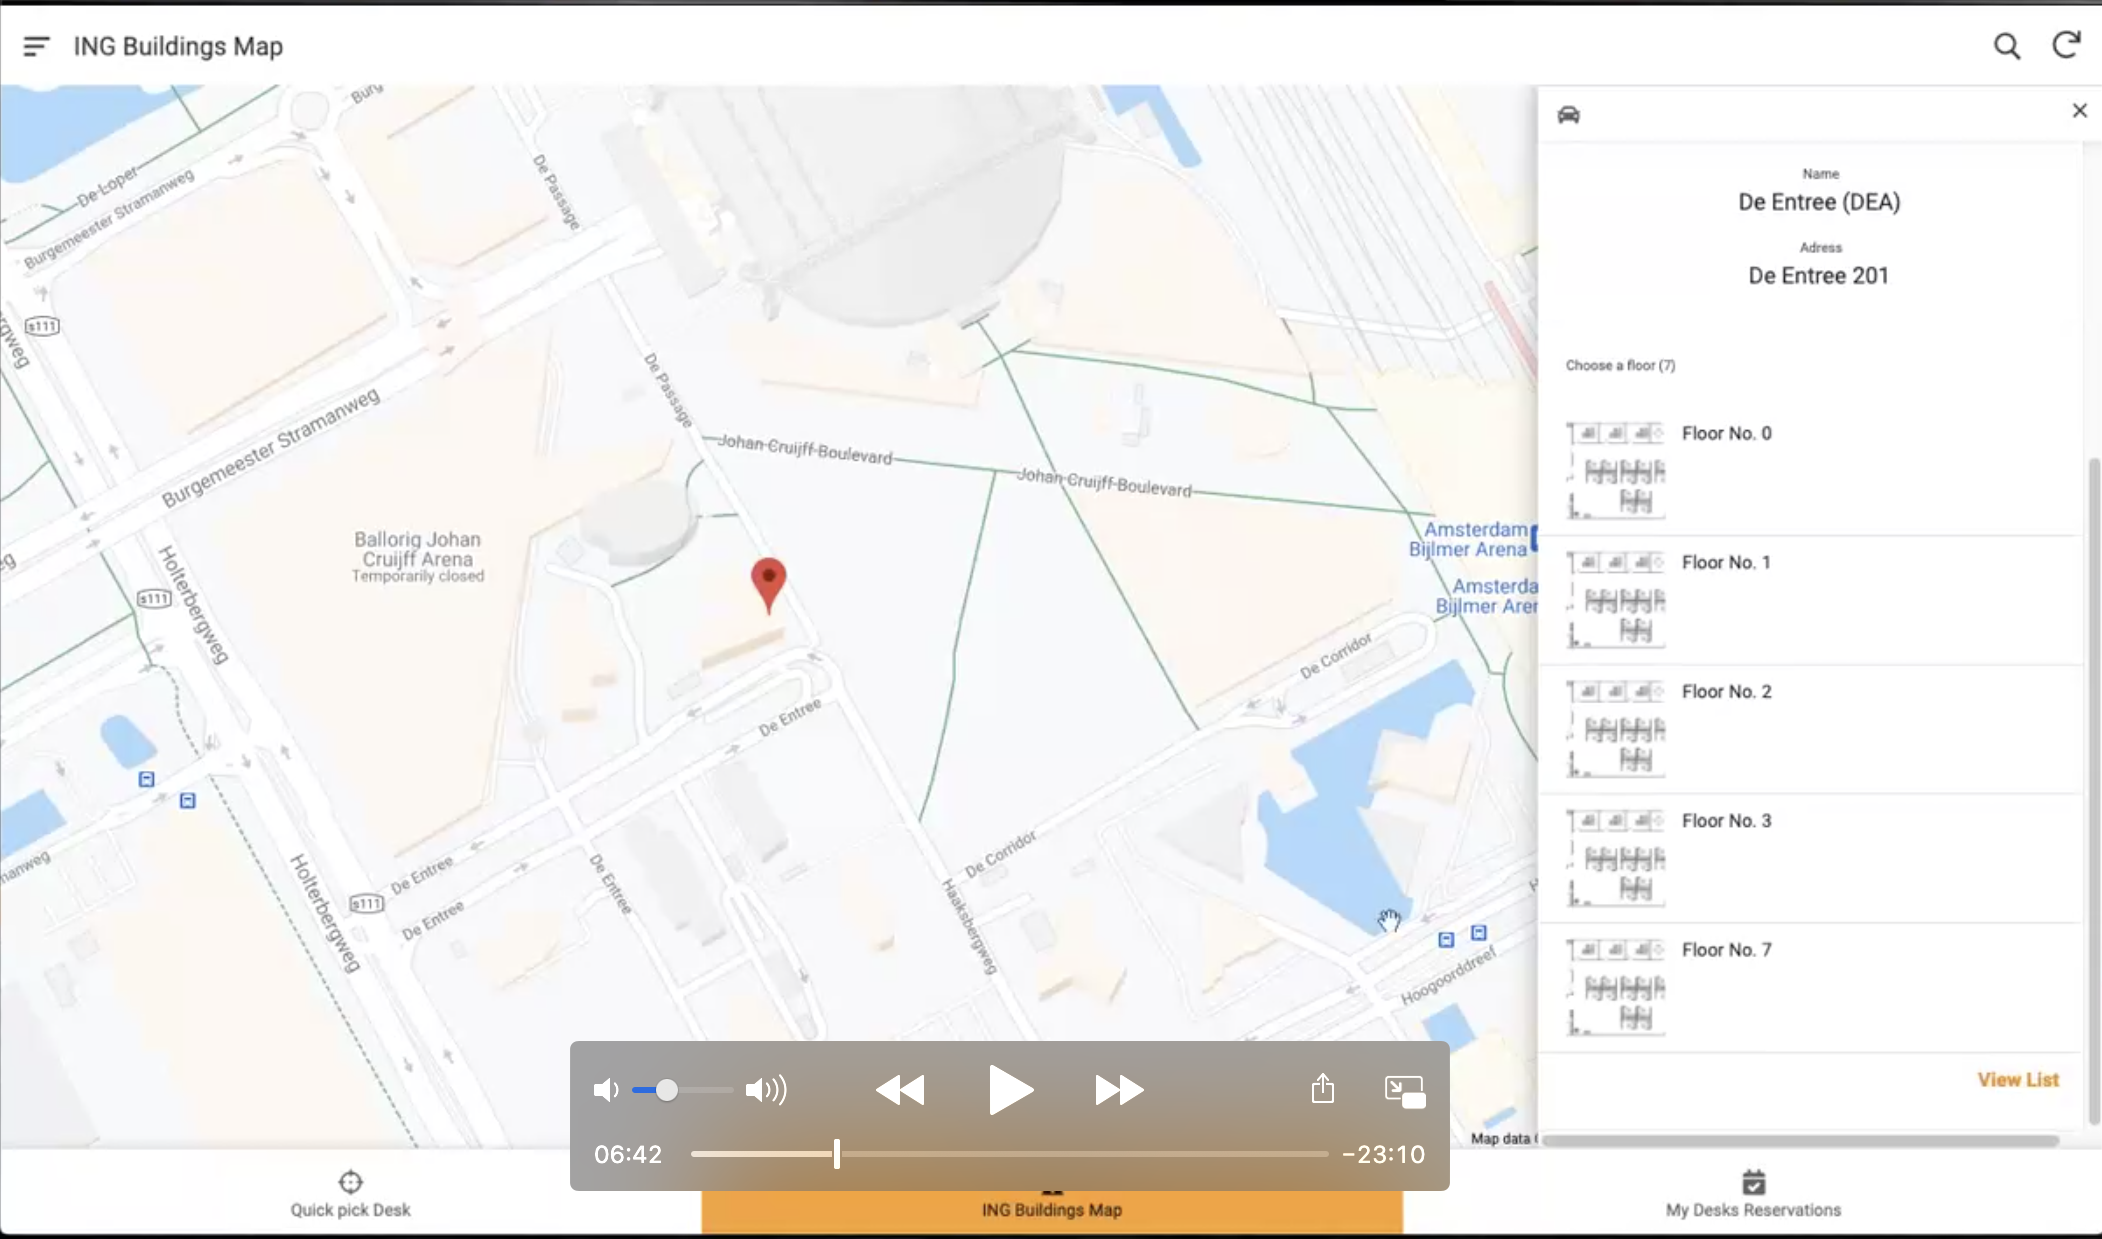 ING Buildings Map
Burg
De Loper
Burgemeester Stramanweg
De Passage
s111
rgweg
De Passage
Burgemeester Stramanweg
Johan Cruijff Boulevard
Johan Cruijff-Boulevard
Ballorig Johan
Cruijff Arena
Temporarily closed
Amsterdam
Bijlmer Arena
Amsterda
Bijlmer Arer
eg
Holterbergweg
s111
De Corridor
De Entree
manweg
Holterbergweg
s111
De Entree
De Entree
De Entree
De Corridor
Haaksbergweg
Hoogoorddreef
H
Map data
Name
De Entree (DEA)
Adress
De Entree 201
Choose a floor (7)
Floor No. 0
Floor No. 1
Floor No. 2
Floor No. 3
Floor No. 7
View List
06:42
-23:10
Quick pick Desk
ING Buildings Map
My Desks Reservations